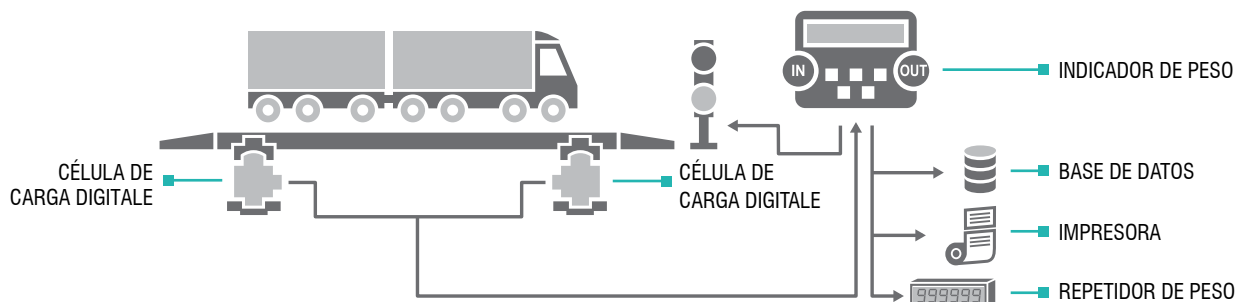 IN
OUT
INDICADOR DE PESO
CÉLULA DE
CARGA DIGITALE
CÉLULA DE
CARGA DIGITALE
BASE DE DATOS
IMPRESORA
999999
REPETIDOR DE PESO